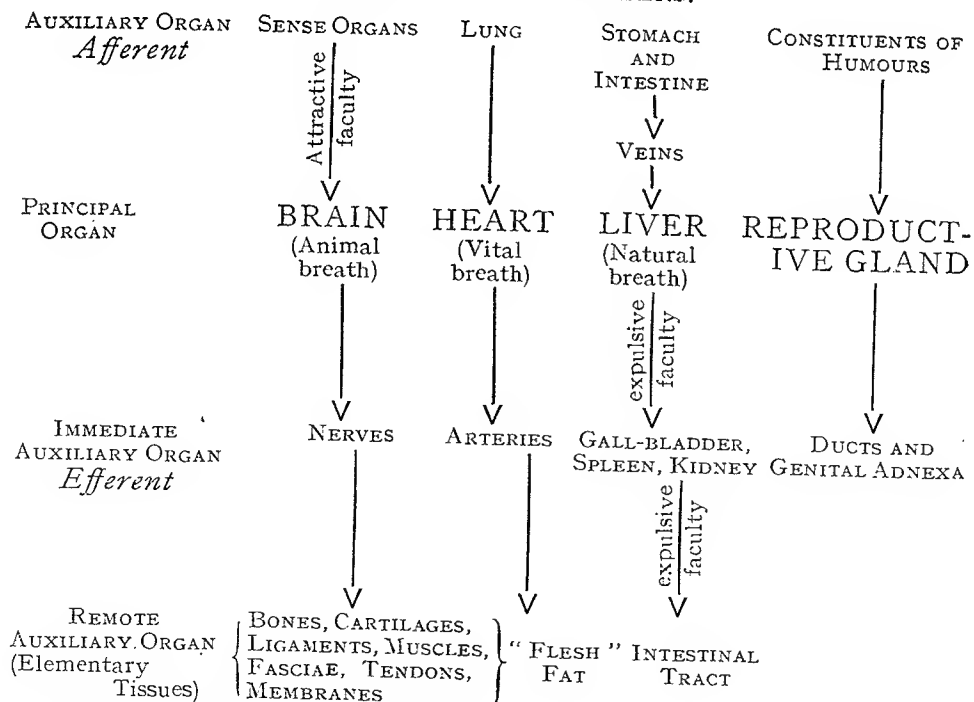 AUXILIARY ORGAN
Afferent
SENSE ORGANS
LUNG
STOMACH
AND
INTESTINE
CONSTITUENTS OF
HUMOURS
Attractive
faculty
VEINS
PRINCIPAL
ORGAN
BRAIN
(Animal
breath)
HEART
(Vital
breath)
LIVER
(Natural
breath)
REPRODUCT-
IVE GLAND
expulsive
faculty
IMMEDIATE
AUXILIARY ORGAN
Efferent
NERVES
ARTERIES
GALL-BLADDER,
SPLEEN, KIDNEY
DUCTS AND
GENITAL ADNEXA
expulsive
faculty
REMOTE
AUXILIARY ORGAN
(Elementary
Tissues)
BONES, CARTILAGES,
LIGAMENTS, MUSCLES,
FASCIAE, TENDONS,
MEMBRANES
"FLESH"
FAT
INTESTINAL
TRACT